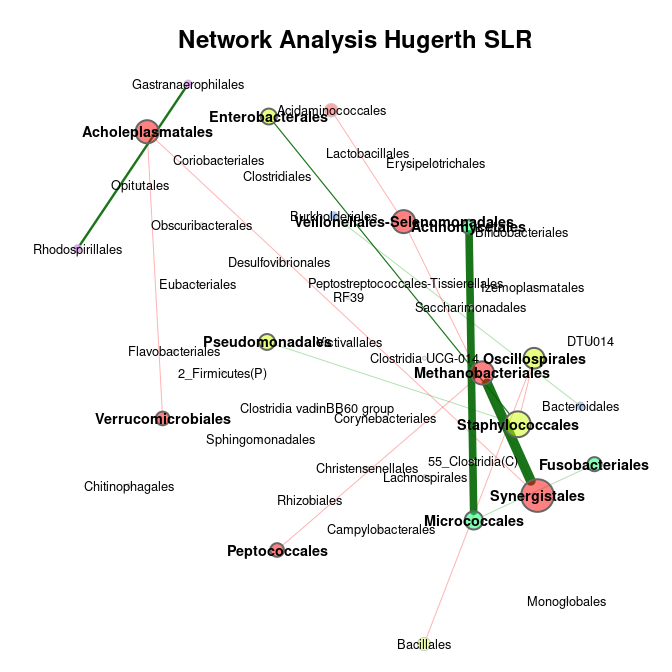 Network Analysis Hugerth SLR
Gastranaerophilales
Acidaminococcales
Enterobacterales
Acholeplasmatales
Lactobacillales
Coriobacteriales
Erysipelotrichales
Clostridiales
Opitutales
Burkholderiales
Veillonellales-Selenomonadales
Obscuribacterales
Actinomycetales
Bifidobacteriales
Rhodospirillales
Desulfovibrionales
Eubacteriales
Peptostreptococcales-Tissierellales
Izemoplasmatales
RF39
Saccharimonadales
Pseudomonadales
Victivallales
DTU014
Flavobacteriales
Clostridia UCG-014
Oscillospirales
2_Firmicutes(P)
Methanobacteriales
Clostridia vadinBB60 group
Bacteroidales
Verrucomicrobiales
Corynebacteriales
Staphylococcales
Sphingomonadales
55_Clostridia(C)
Fusobacteriales
Christensenellales
Lachnospirales
Chitinophagales
Synergistales
Rhizobiales
Micrococcales
Campylobacterales
Peptococcales
Monoglobales
Bacillales